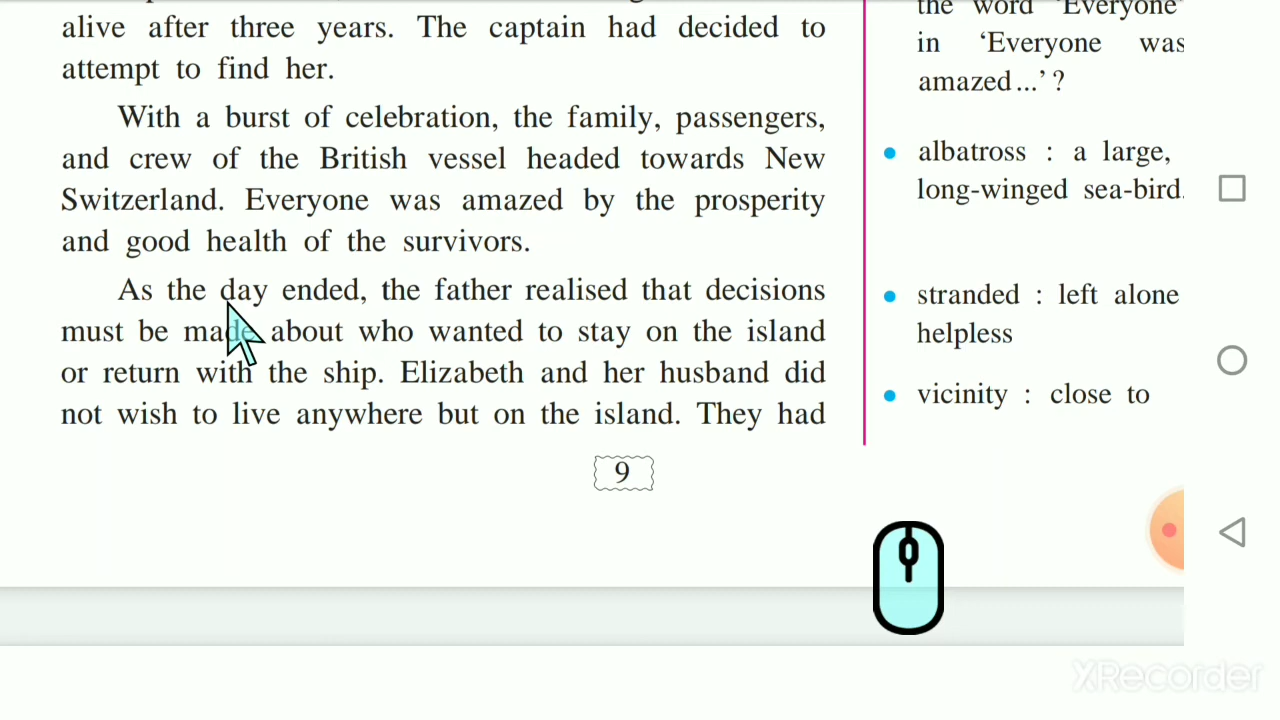 alive after three years. The captain had decided to
attempt to find her.
With a burst of celebration, the family, passengers,
and crew of the British vessel headed towards New
Switzerland. Everyone was amazed by the prosperity
and good health of the survivors.
As the day ended, the father realised that decisions
must be made about who wanted to stay on the island
or return with the ship. Elizabeth and her husband did
not wish to live anywhere but on the island. They had
9
the word ‘Everyone’
in ‘Everyone was
amazed...’ ?
• albatross : a large,
long-winged sea-bird.
• stranded : left alone
helpless
• vicinity : close to
XRecorder